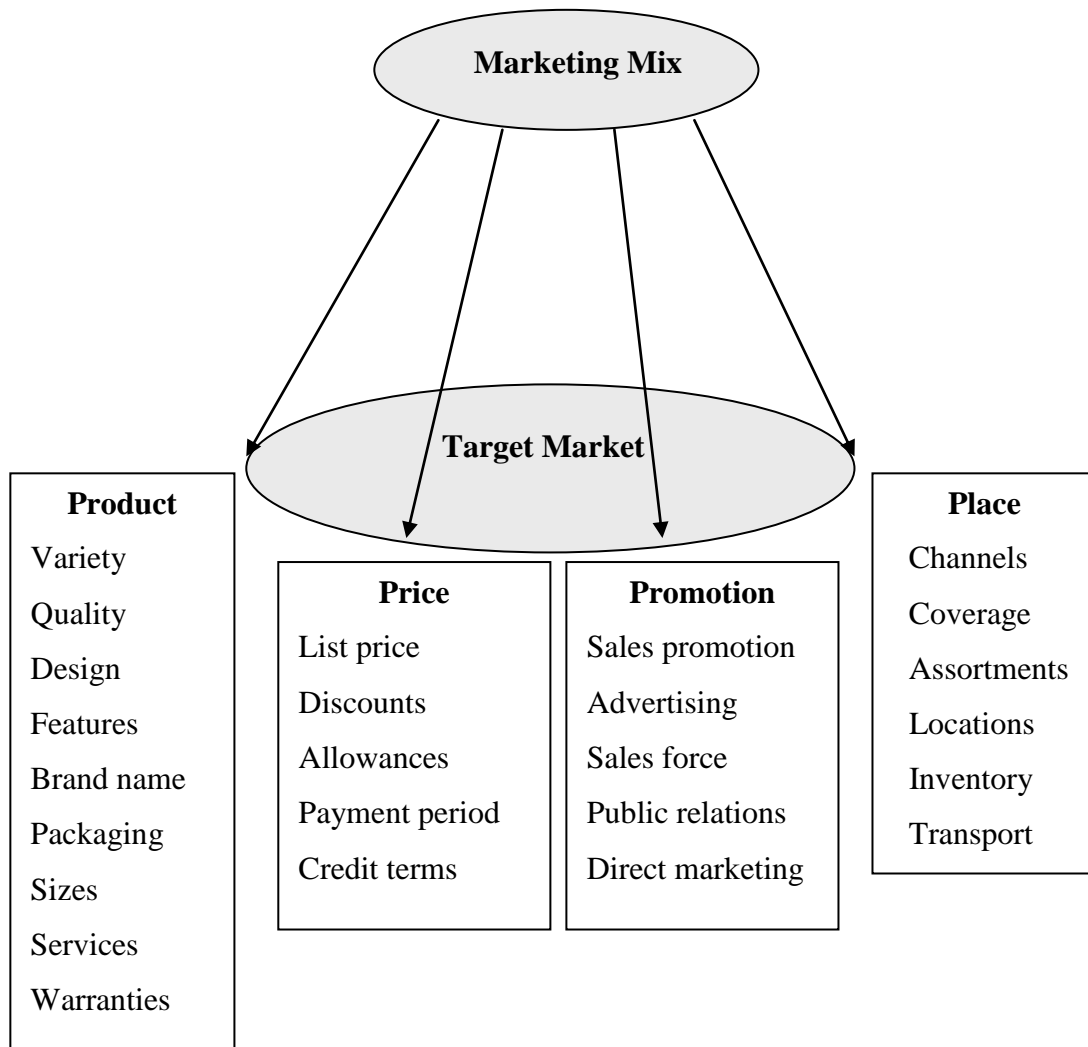 Marketing Mix
Target Market
Product
Variety
Quality
Design
Features
Brand name
Packaging
Sizes
Services
Warranties
Price
List price
Discounts
Allowances
Payment period
Credit terms
Promotion
Sales promotion
Advertising
Sales force
Public relations
Direct marketing
Place
Channels
Coverage
Assortments
Locations
Inventory
Transport